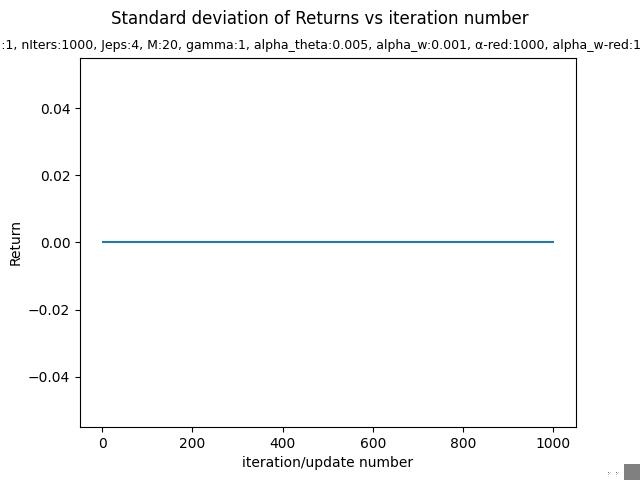 Standard deviation of Returns vs iteration number
:1, nIters:1000, Jeps:4, M:20, gamma:1, alpha_theta:0.005, alpha_w:0.001, α-red:1000, alpha_w-red:1
0.04
0.02
0.00
−0.02
−0.04
Return
0 200 400 600 800 1000
iteration/update number